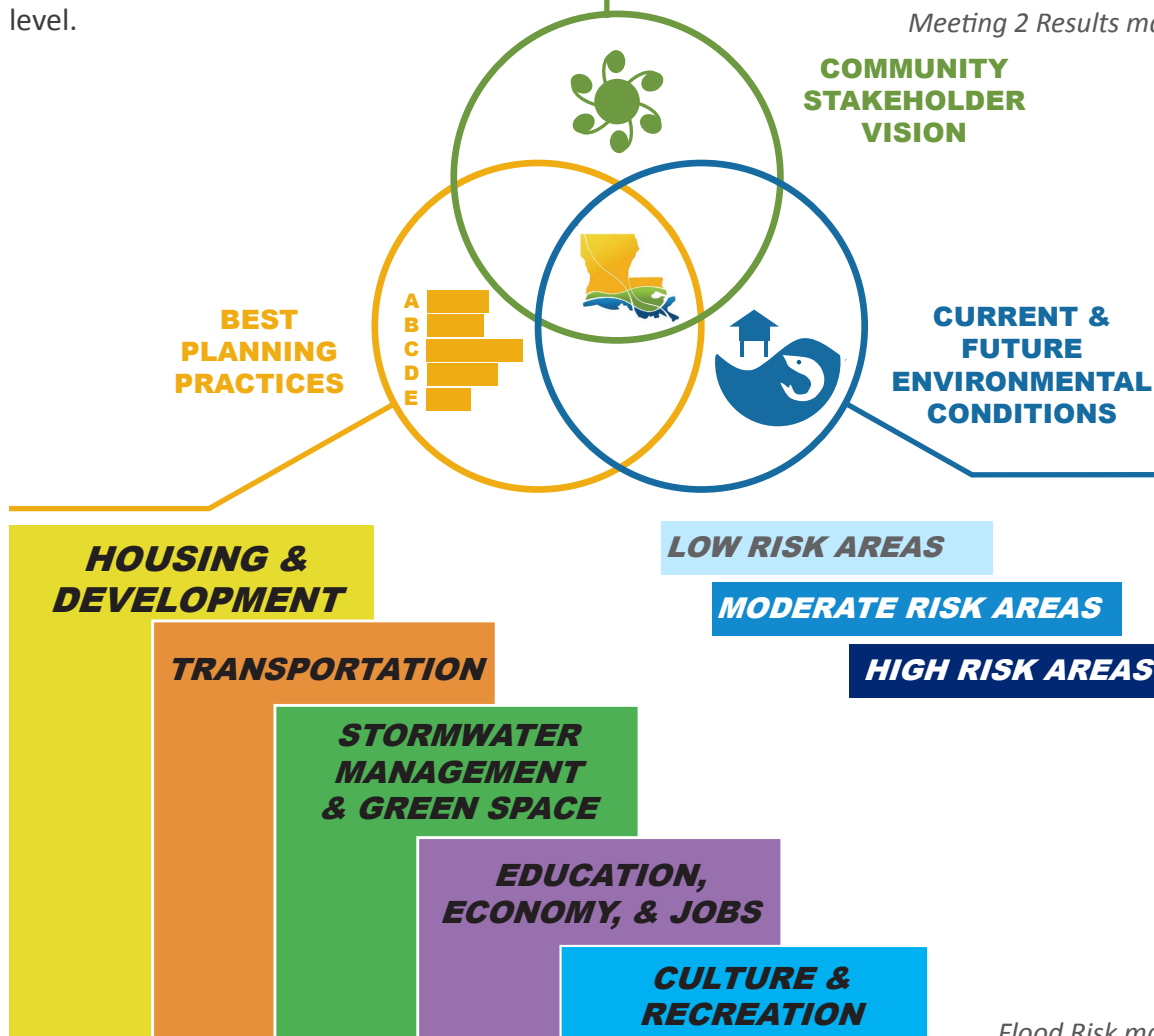 level.
Meeting 2 Results
COMMUNITY
STAKEHOLDER
VISION
BEST
PLANNING
PRACTICES
A
B
C
D
E
CURRENT &
FUTURE
ENVIRONMENTAL
CONDITIONS
HOUSING &
DEVELOPMENT
TRANSPORTATION
STORMWATER
MANAGEMENT
& GREEN SPACE
EDUCATION,
ECONOMY, & JOBS
CULTURE &
RECREATION
LOW RISK AREAS
MODERATE RISK AREAS
HIGH RISK AREAS
Flood Risk